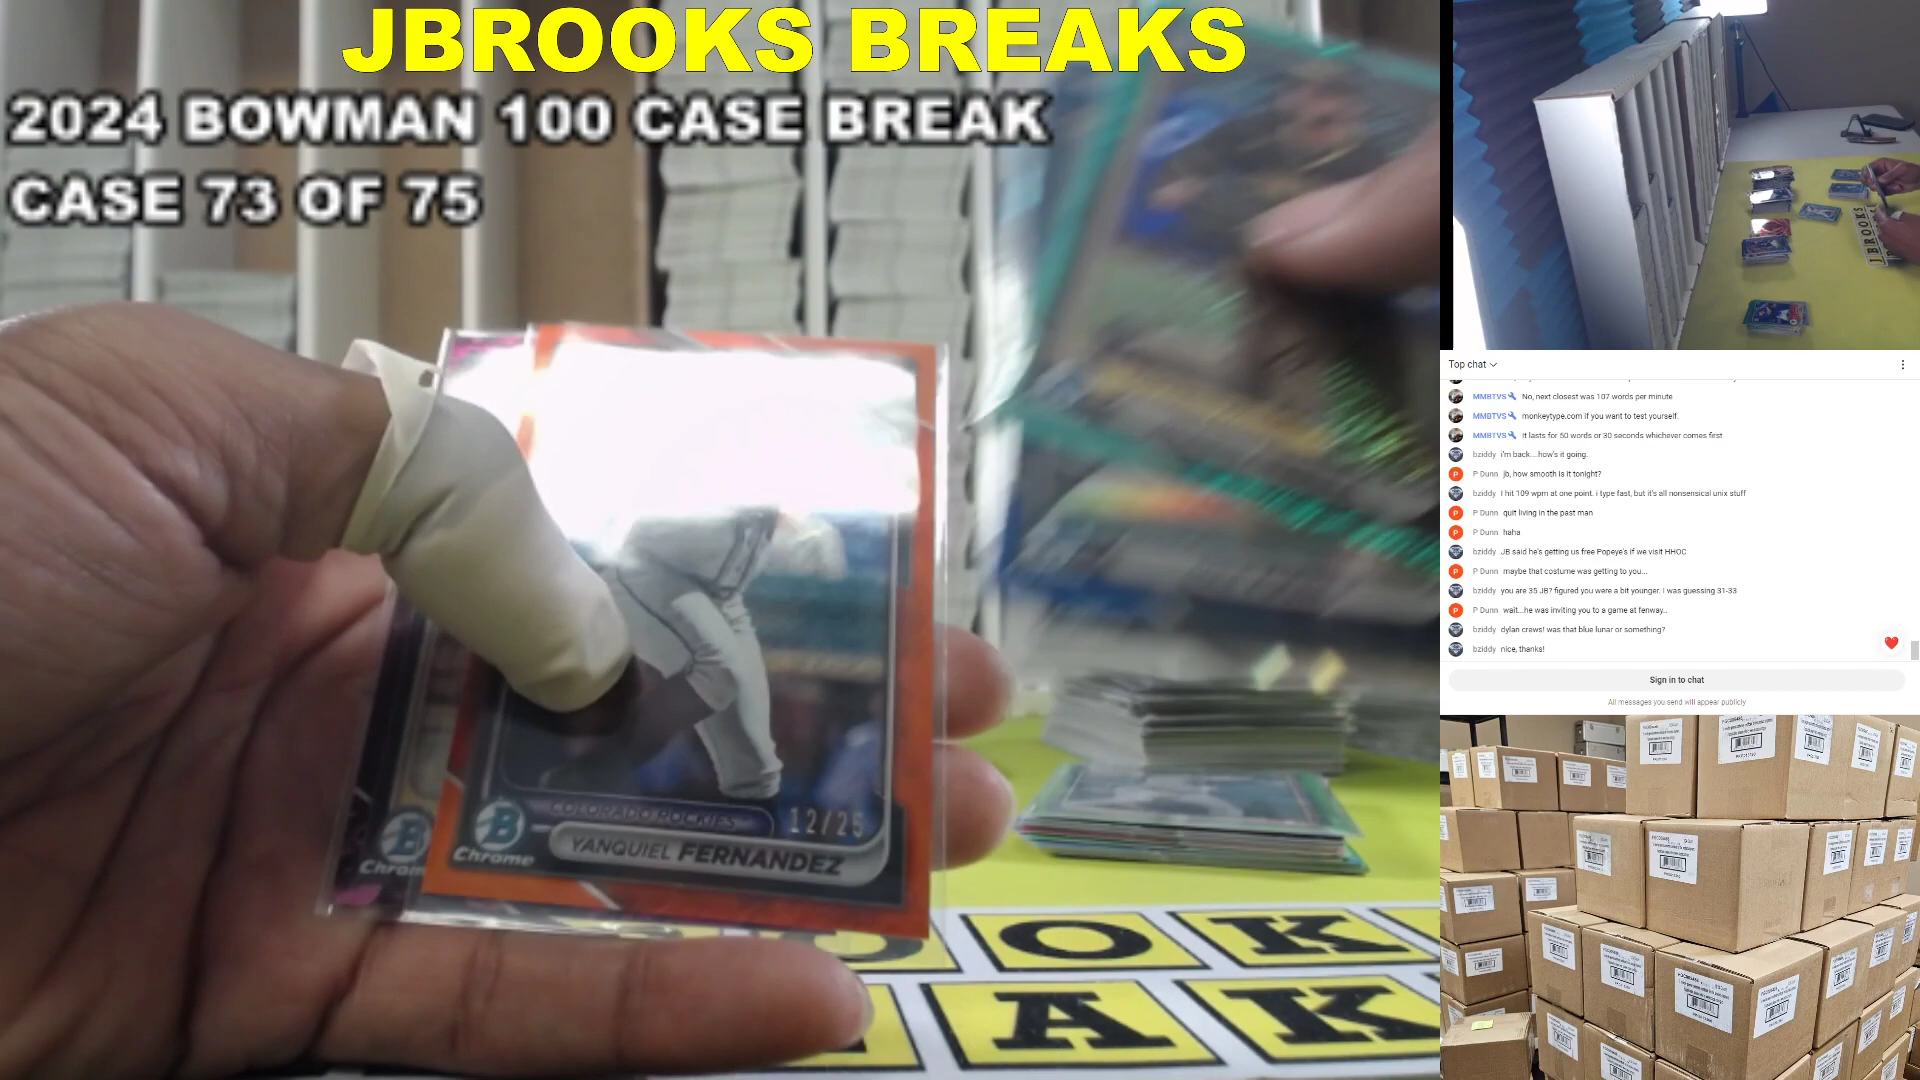 JBROOKS BREAKS
2024 BOWMAN 100 CASE BREAK
CASE 73 OF 75
COLORADO ROCKIES
12/25
YANQUIEL FERNANDEZ
B
Chrome
B
Chrom
O K
A K
JBROOKS
Top chat
MMBTVS No, next closest was 107 words per minute
MMBTVS monkeytype.com if you want to test yourself.
MMBTVS It lasts for 50 words or 30 seconds whichever comes first
bziddy i'm back....how's it going.
P P Dunn jb, how smooth is it tonight?
bziddy I hit 109 wpm at one point. i type fast, but it's all nonsensical unix stuff
P P Dunn quit living in the past man
P P Dunn haha
bziddy JB said he's getting us free Popeye's if we visit HHOC
P P Dunn maybe that costume was getting to you...
bziddy you are 35 JB? figured you were a bit younger. I was guessing 31-33
P P Dunn wait...he was inviting you to a game at fenway..
bziddy dylan crews! was that blue lunar or something?
bziddy nice, thanks!
Sign in to chat
All messages you send will appear publicly